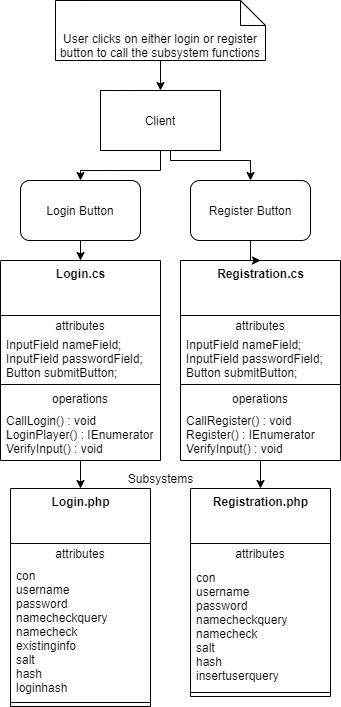 User clicks on either login or register
button to call the subsystem functions
Client
Login Button
Register Button
Login.cs
attributes
InputField nameField;
InputField passwordField;
Button submitButton;
operations
CallLogin() : void
LoginPlayer() : IEnumerator
VerifyInput() : void
Registration.cs
attributes
InputField nameField;
InputField passwordField;
Button submitButton;
operations
CallRegister() : void
Register() : IEnumerator
VerifyInput() : void
Subsystems
Login.php
attributes
con
username
password
namecheckquery
namecheck
existinginfo
salt
hash
loginhash
Registration.php
attributes
con
username
password
namecheckquery
namecheck
salt
hash
insertuserquery